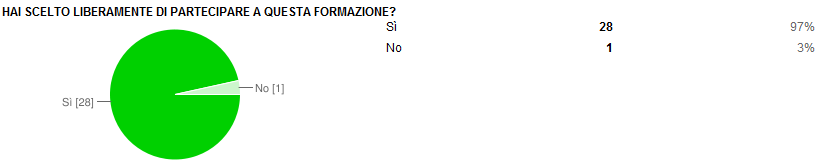 HAI SCELTO LIBERAMENTE DI PARTECIPARE A QUESTA FORMAZIONE?
Sì 28 97%
No 1 3%
No [1]
Sì [28]